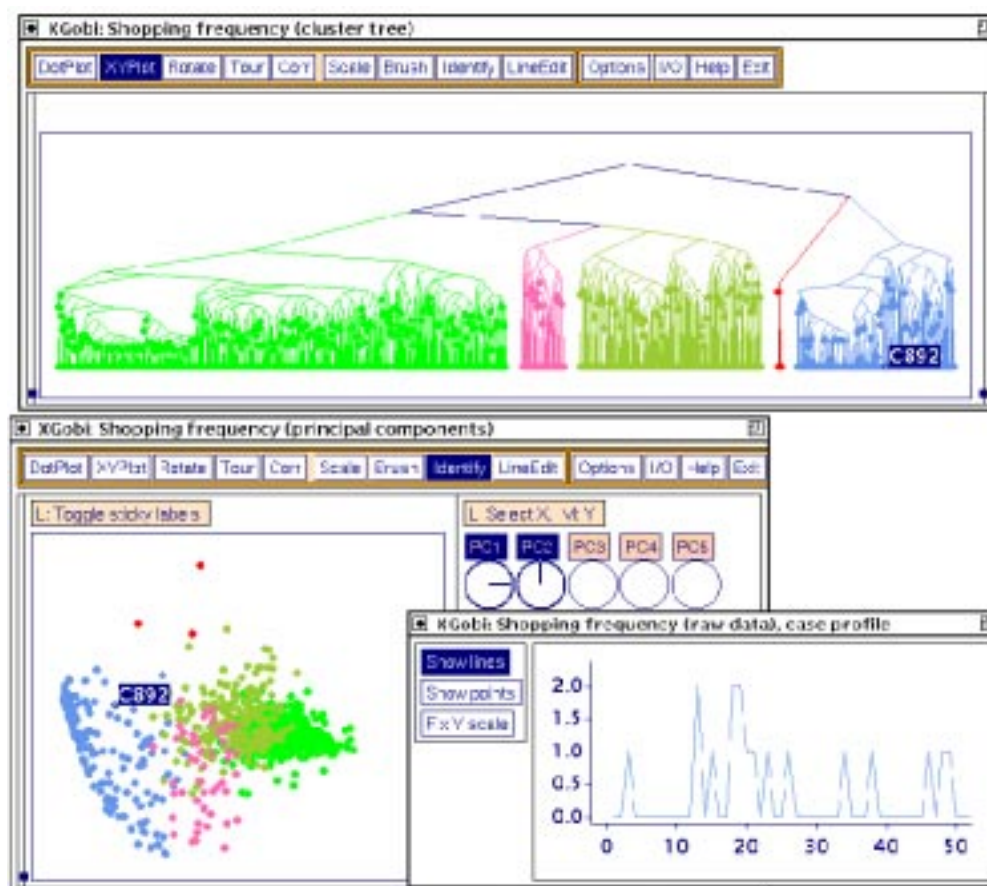 XGobi: Shopping frequency (cluster tree)
DotPlot XYPlot Rotate Tour Corr Scale Brush Identify LineEdit Options I/O Help Exit
C892
XGobi: Shopping frequency (principal components)
DotPlot XYPlot Rotate Tour Corr Scale Brush Identify LineEdit Options I/O Help Exit
L: Toggle sticky labels
L: Select X, M: Y
PC1 PC2 PC3 PC4 PC5
C892
XGobi: Shopping frequency (raw data), case profile
Show lines
Show points
Fix Y scale
2.0
1.5
1.0
0.5
0.0
0 10 20 30 40 50